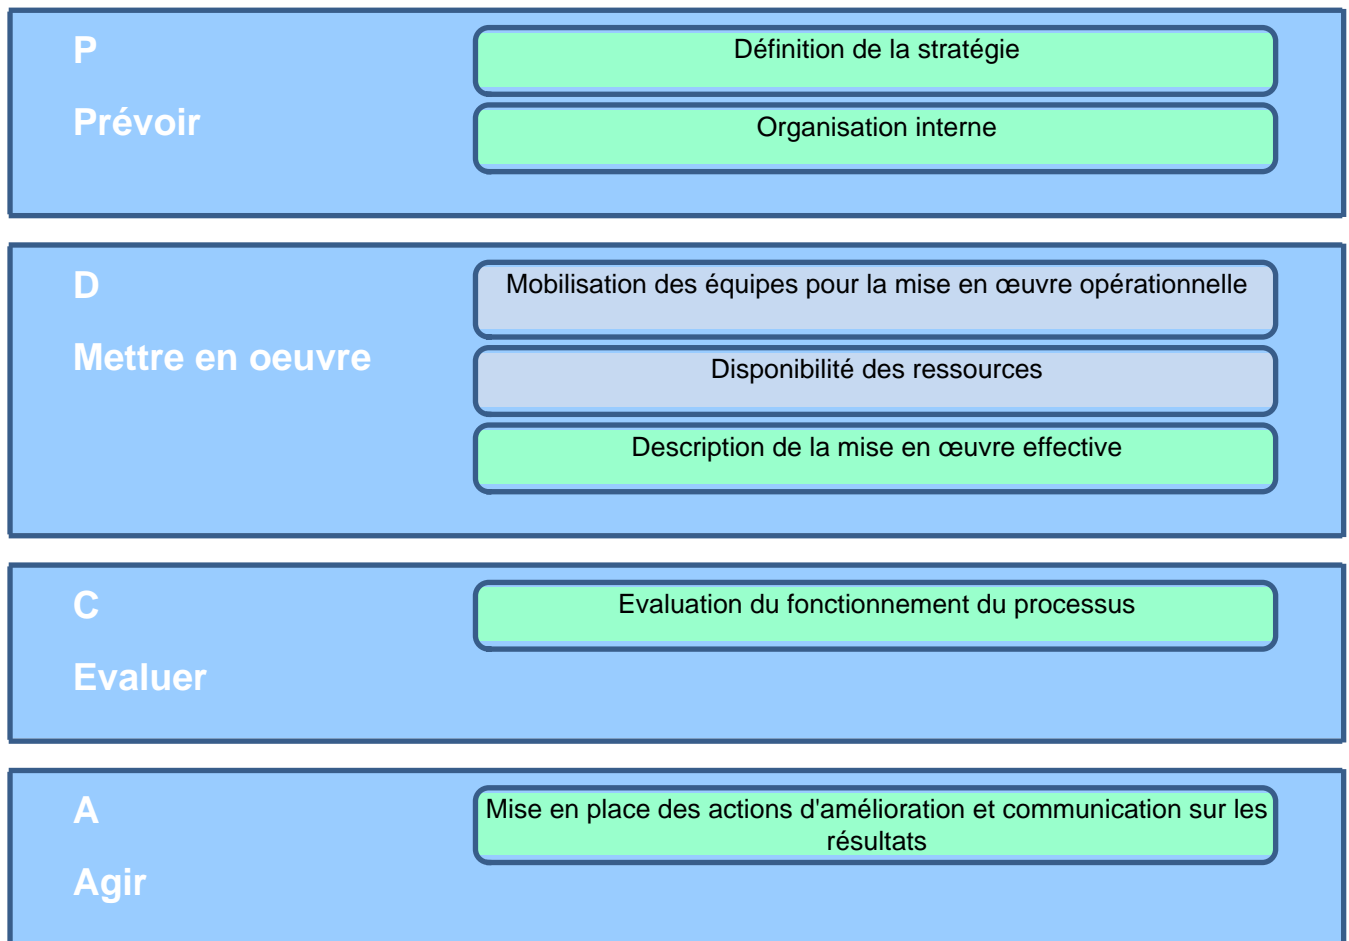 P
Prévoir
Définition de la stratégie
Organisation interne
D
Mettre en oeuvre
Mobilisation des équipes pour la mise en œuvre opérationnelle
Disponibilité des ressources
Description de la mise en œuvre effective
C
Evaluer
Evaluation du fonctionnement du processus
A
Agir
Mise en place des actions d'amélioration et communication sur les
résultats